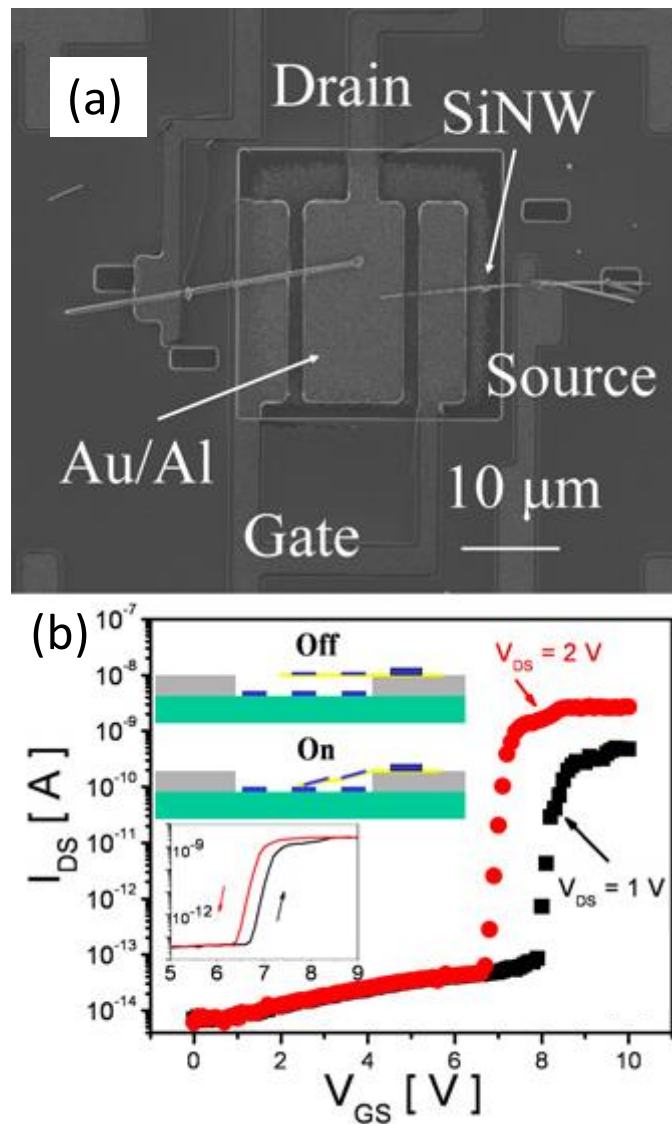 (a)
Drain
SiNW
Source
Au/Al
10 μm
Gate
(b)
10⁻⁷
10⁻⁸
10⁻⁹
10⁻¹⁰
10⁻¹¹
10⁻¹²
10⁻¹³
10⁻¹⁴
I_DS [ A ]
Off
On
V_DS = 2 V
V_DS = 1 V
10⁻⁹
10⁻¹²
5 6 7 8 9
0 2 4 6 8 10
V_GS [ V ]